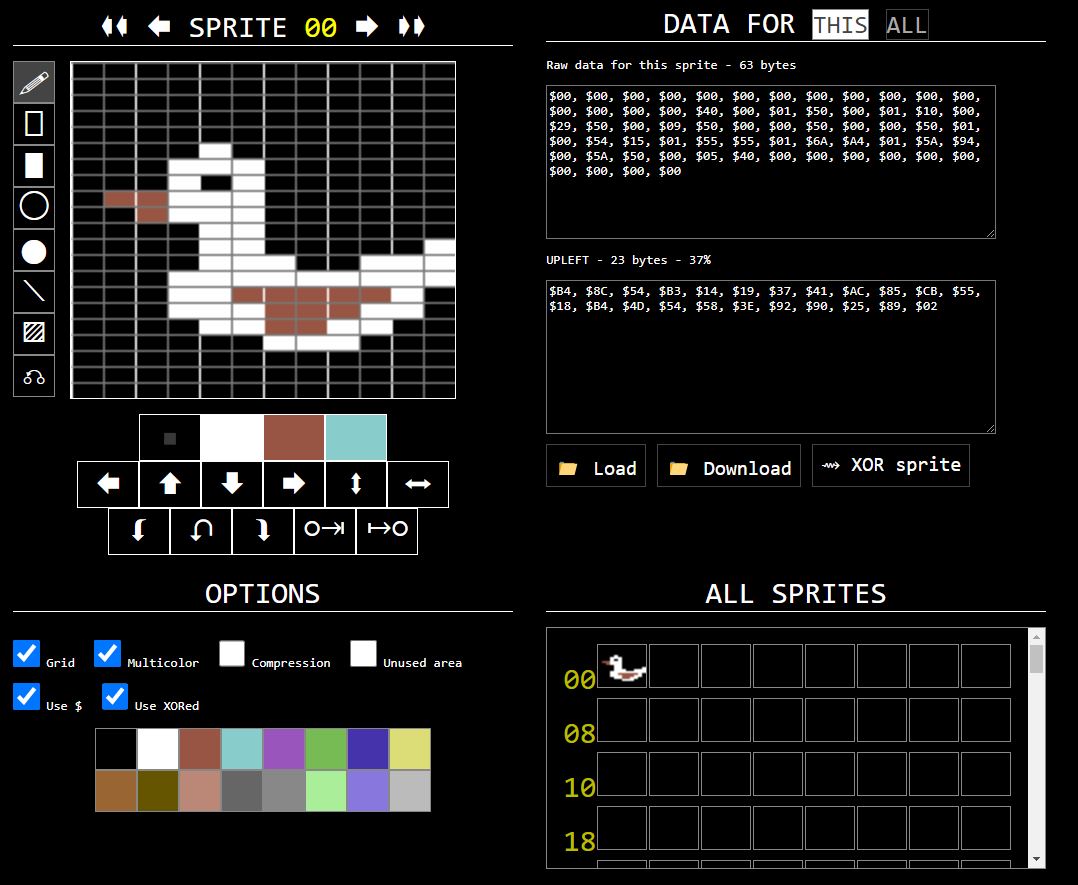 SPRITE 00
DATA FOR THIS ALL
Raw data for this sprite - 63 bytes
$00, $00, $00, $00, $00, $00, $00, $00, $00, $00, $00, $00,
$00, $00, $00, $00, $40, $00, $01, $50, $00, $01, $10, $00,
$29, $50, $00, $09, $50, $00, $00, $50, $00, $00, $50, $01,
$00, $54, $15, $01, $55, $55, $01, $6A, $A4, $01, $5A, $94,
$00, $5A, $50, $00, $05, $40, $00, $00, $00, $00, $00, $00,
$00, $00, $00, $00
UPLEFT - 23 bytes - 37%
$B4, $8C, $54, $B3, $14, $19, $37, $41, $AC, $85, $CB, $55,
$18, $B4, $4D, $54, $58, $3E, $92, $90, $25, $89, $02
Load Download XOR sprite
OPTIONS
Grid Multicolor Compression Unused area
Use $ Use XORed
ALL SPRITES
00
08
10
18